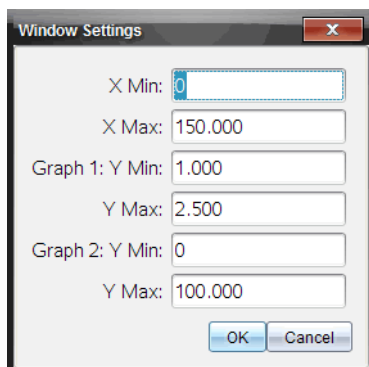 Window Settings
X Min: 0
X Max: 150.000
Graph 1: Y Min: 1.000
Y Max: 2.500
Graph 2: Y Min: 0
Y Max: 100.000
OK Cancel